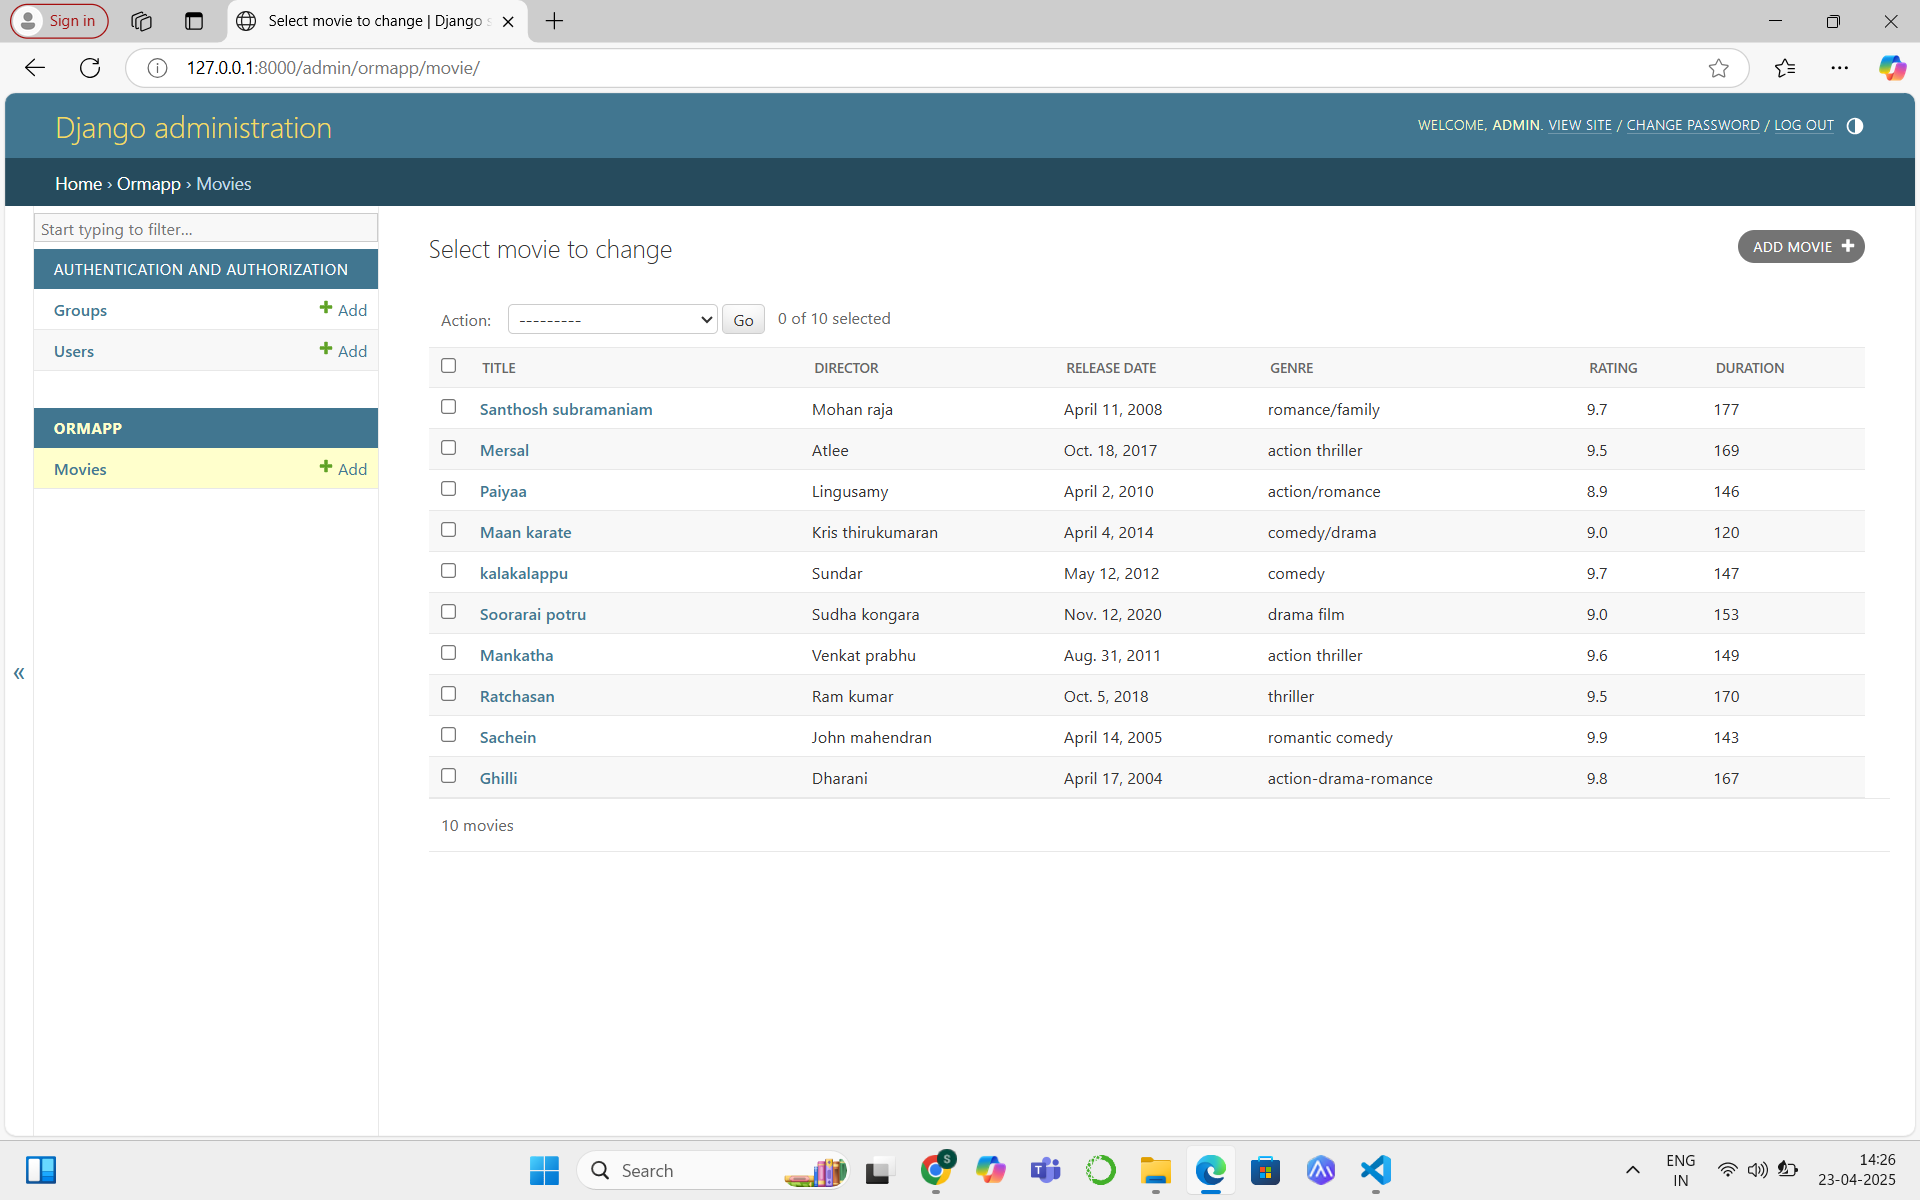 Sign in
Select movie to change | Django s
127.0.0.1:8000/admin/ormapp/movie/
Django administration
WELCOME, ADMIN. VIEW SITE / CHANGE PASSWORD / LOG OUT
Home › Ormapp › Movies
Start typing to filter...
AUTHENTICATION AND AUTHORIZATION
Groups Add
Users Add
ORMAPP
Movies Add
«
Select movie to change
ADD MOVIE
Action: --------- Go 0 of 10 selected
TITLE DIRECTOR RELEASE DATE GENRE RATING DURATION
Santhosh subramaniam Mohan raja April 11, 2008 romance/family 9.7 177
Mersal Atlee Oct. 18, 2017 action thriller 9.5 169
Paiyaa Lingusamy April 2, 2010 action/romance 8.9 146
Maan karate Kris thirukumaran April 4, 2014 comedy/drama 9.0 120
kalakalappu Sundar May 12, 2012 comedy 9.7 147
Soorarai potru Sudha kongara Nov. 12, 2020 drama film 9.0 153
Mankatha Venkat prabhu Aug. 31, 2011 action thriller 9.6 149
Ratchasan Ram kumar Oct. 5, 2018 thriller 9.5 170
Sachein John mahendran April 14, 2005 romantic comedy 9.9 143
Ghilli Dharani April 17, 2004 action-drama-romance 9.8 167
10 movies
Search
S
ENG
IN
14:26
23-04-2025